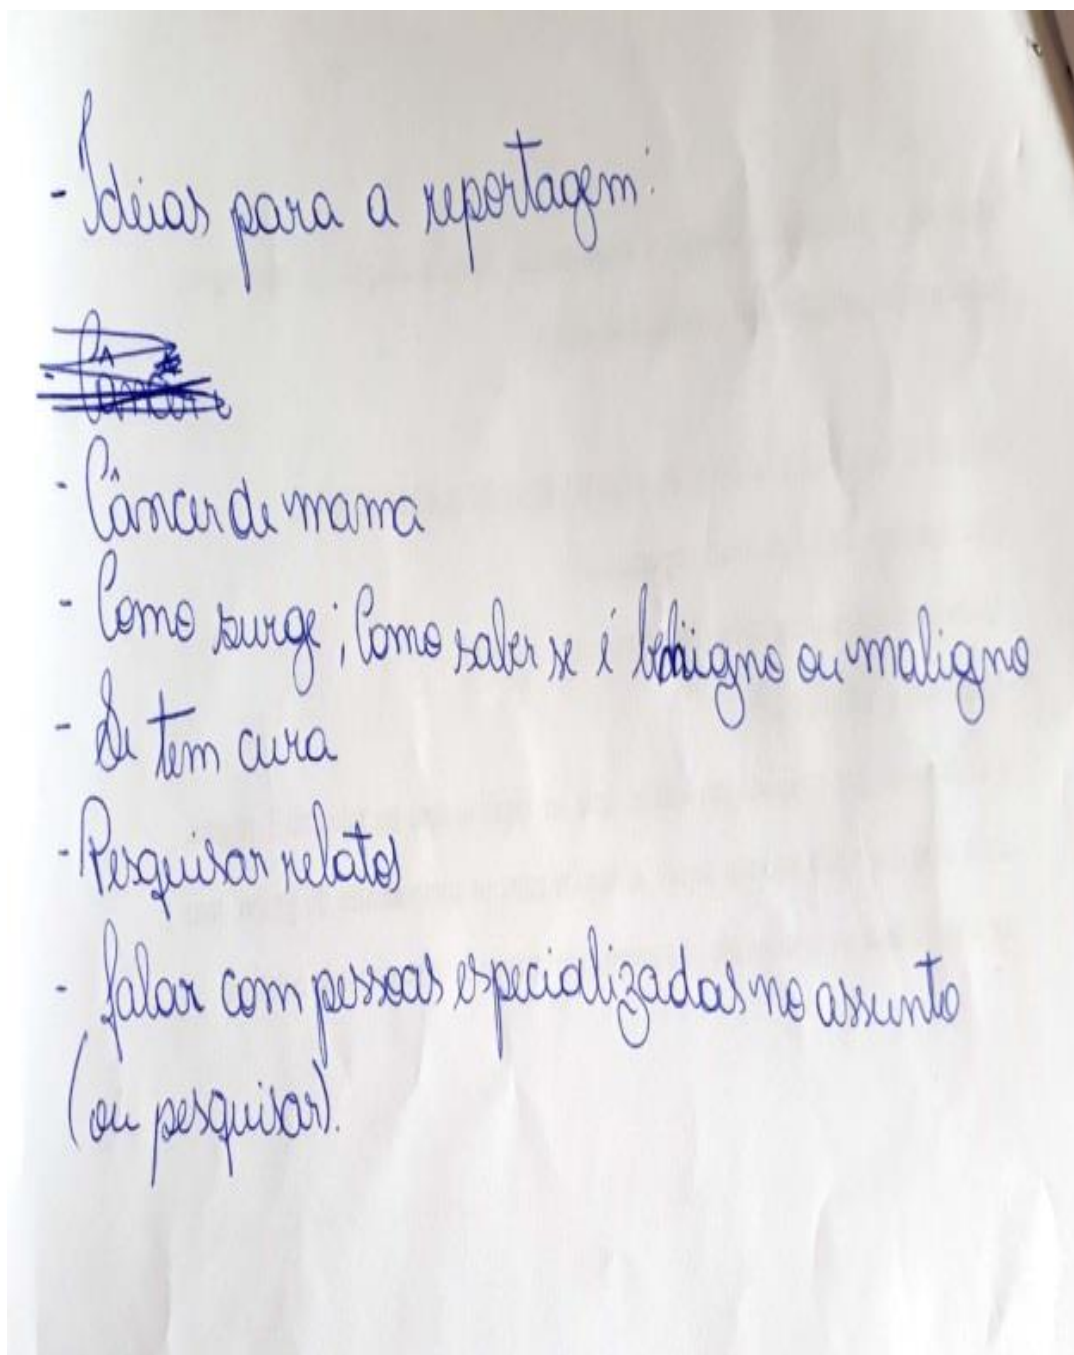 - Idéias para a reportagem:
- Câncer de mama
- Como surge; Como saber se é benigno ou maligno
- Se tem cura
- Pesquisar relatos
- falar com pessoas especializadas no assunto
(ou pesquisar).